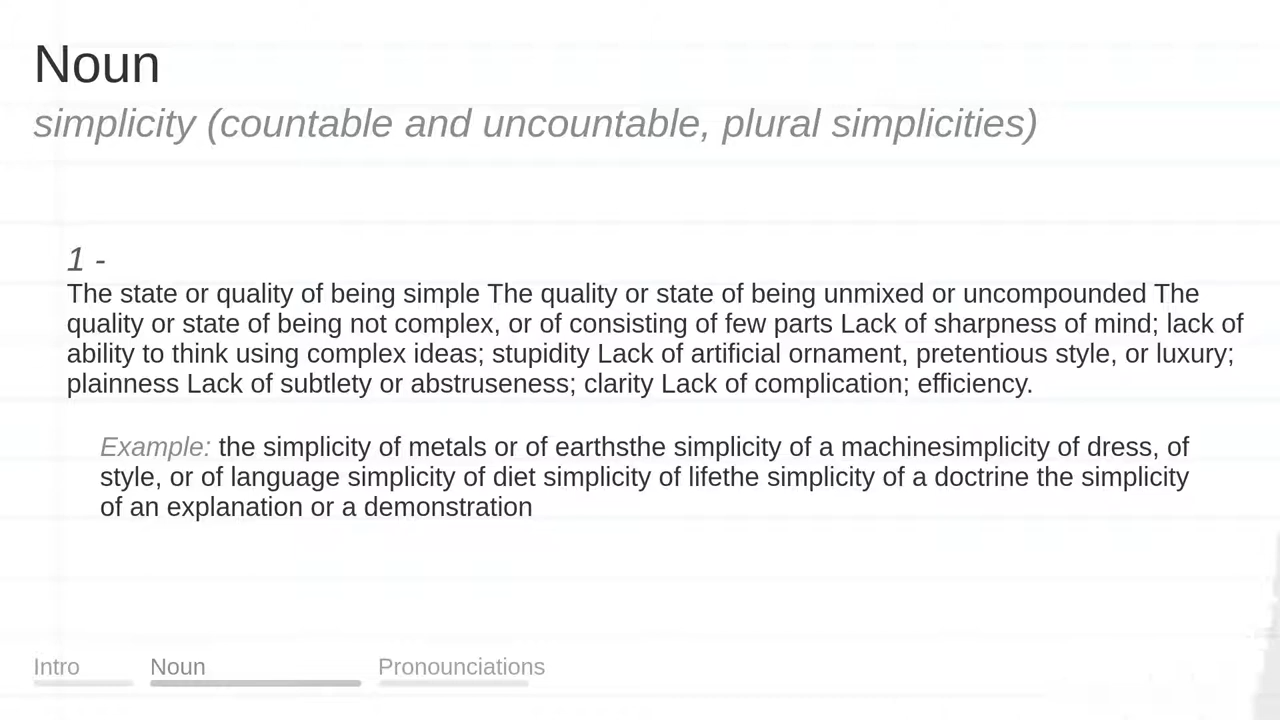 Noun
simplicity (countable and uncountable, plural simplicities)
1 -
The state or quality of being simple The quality or state of being unmixed or uncompounded The
quality or state of being not complex, or of consisting of few parts Lack of sharpness of mind; lack of
ability to think using complex ideas; stupidity Lack of artificial ornament, pretentious style, or luxury;
plainness Lack of subtlety or abstruseness; clarity Lack of complication; efficiency.
Example: the simplicity of metals or of earthsthe simplicity of a machinesimplicity of dress, of
style, or of language simplicity of diet simplicity of lifethe simplicity of a doctrine the simplicity
of an explanation or a demonstration
Intro Noun Pronounciations